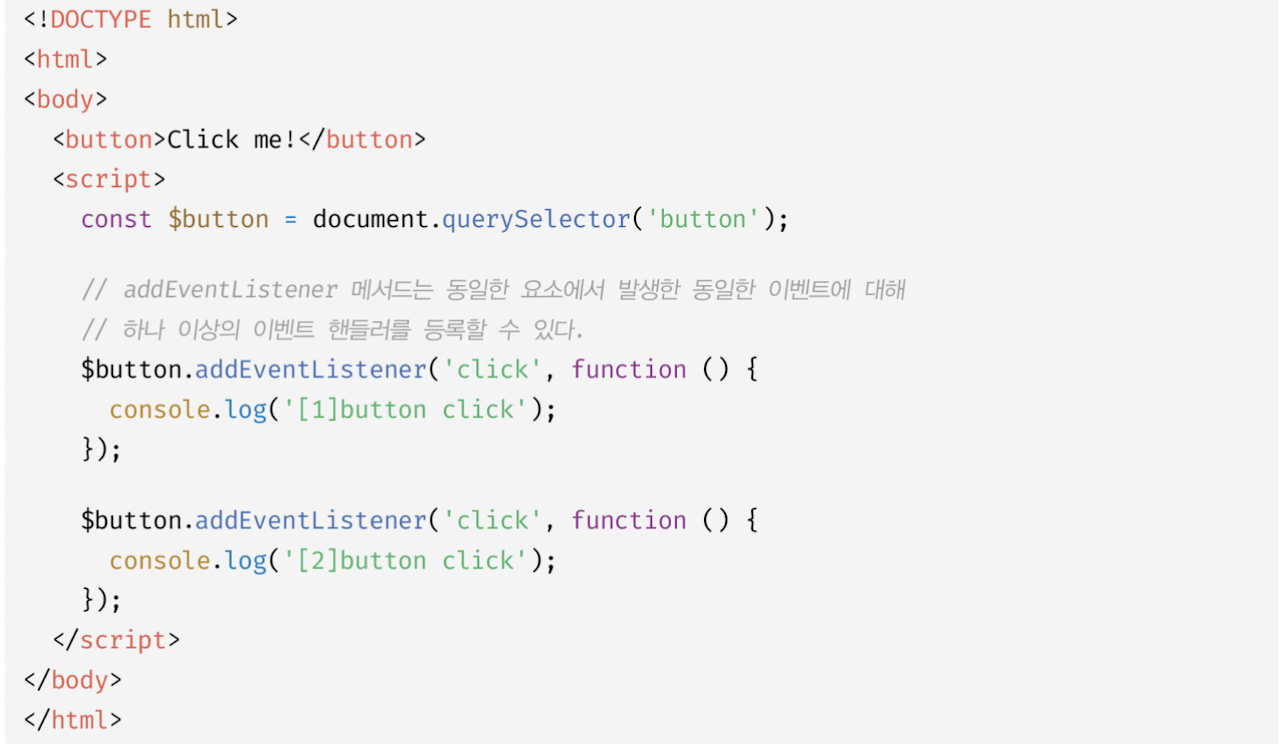 <!DOCTYPE html>
<html>
<body>
  <button>Click me!</button>
  <script>
    const $button = document.querySelector('button');

    // addEventListener 메서드는 동일한 요소에서 발생한 동일한 이벤트에 대해
    // 하나 이상의 이벤트 핸들러를 등록할 수 있다.
    $button.addEventListener('click', function () {
      console.log('[1]button click');
    });

    $button.addEventListener('click', function () {
      console.log('[2]button click');
    });
  </script>
</body>
</html>